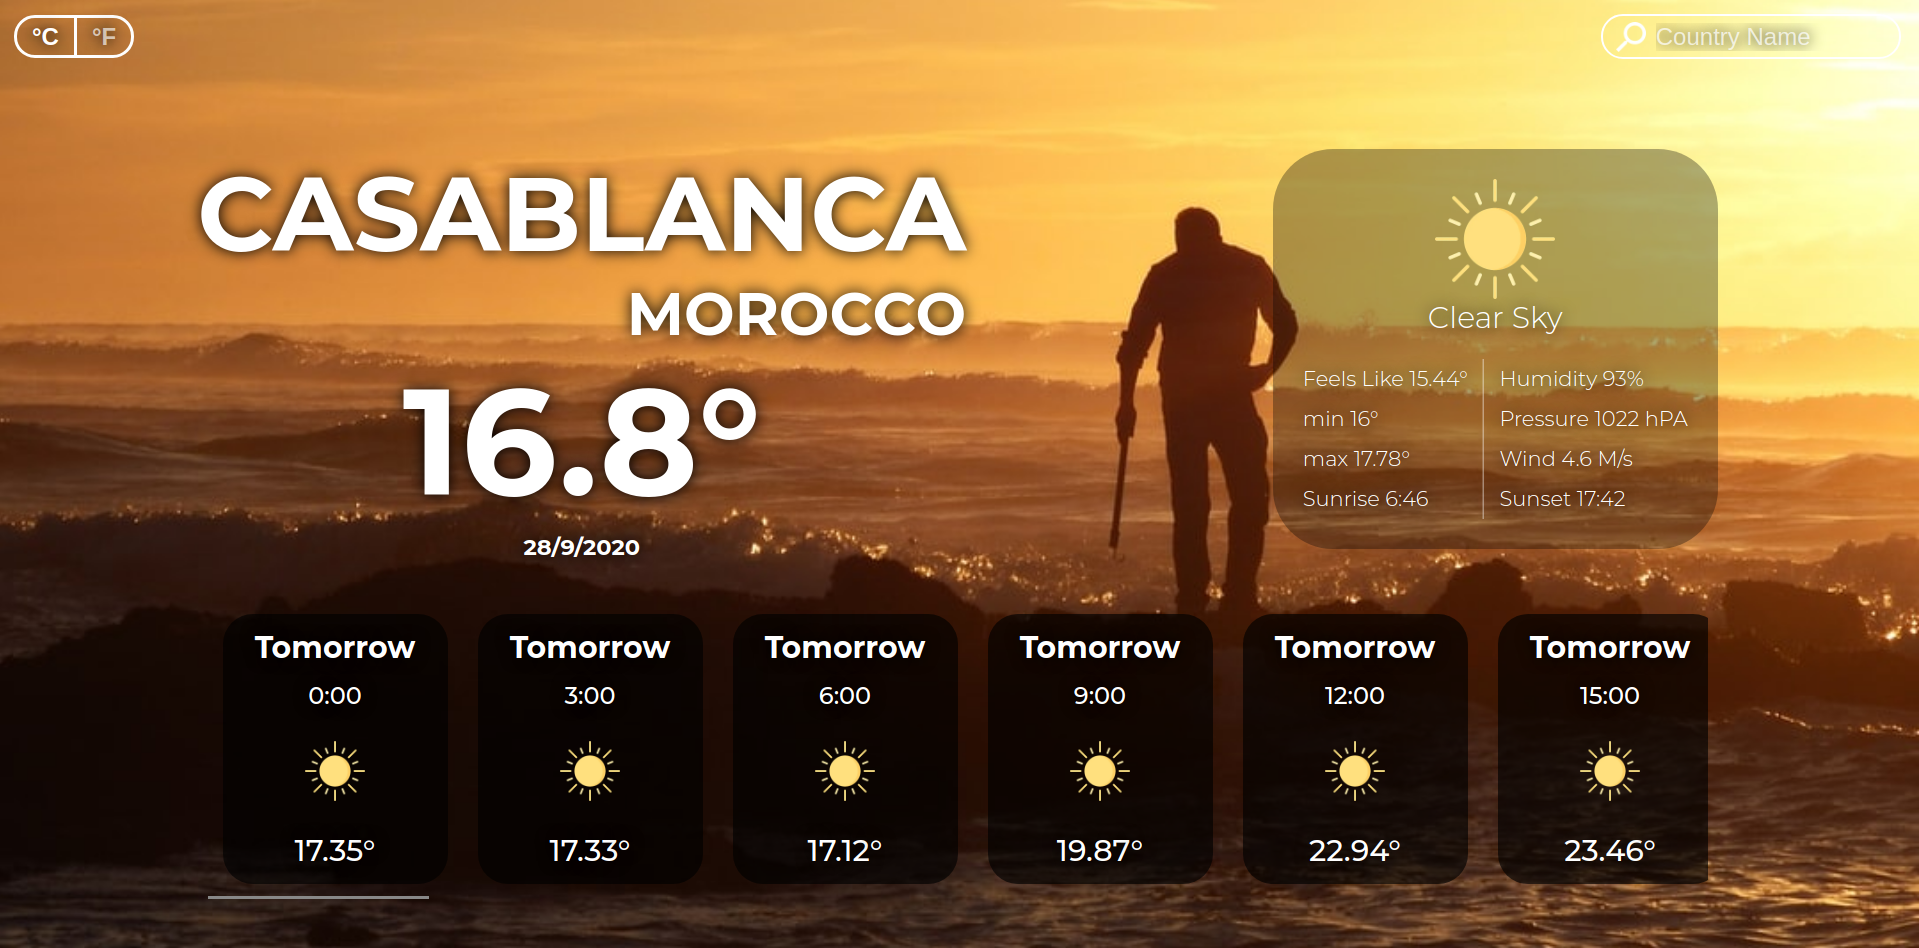 °C °F
Country Name
CASABLANCA
MOROCCO
16.8°
28/9/2020
Clear Sky
Feels Like 15.44°
min 16°
max 17.78°
Sunrise 6:46
Humidity 93%
Pressure 1022 hPA
Wind 4.6 M/s
Sunset 17:42
Tomorrow
0:00
17.35°
Tomorrow
3:00
17.33°
Tomorrow
6:00
17.12°
Tomorrow
9:00
19.87°
Tomorrow
12:00
22.94°
Tomorrow
15:00
23.46°